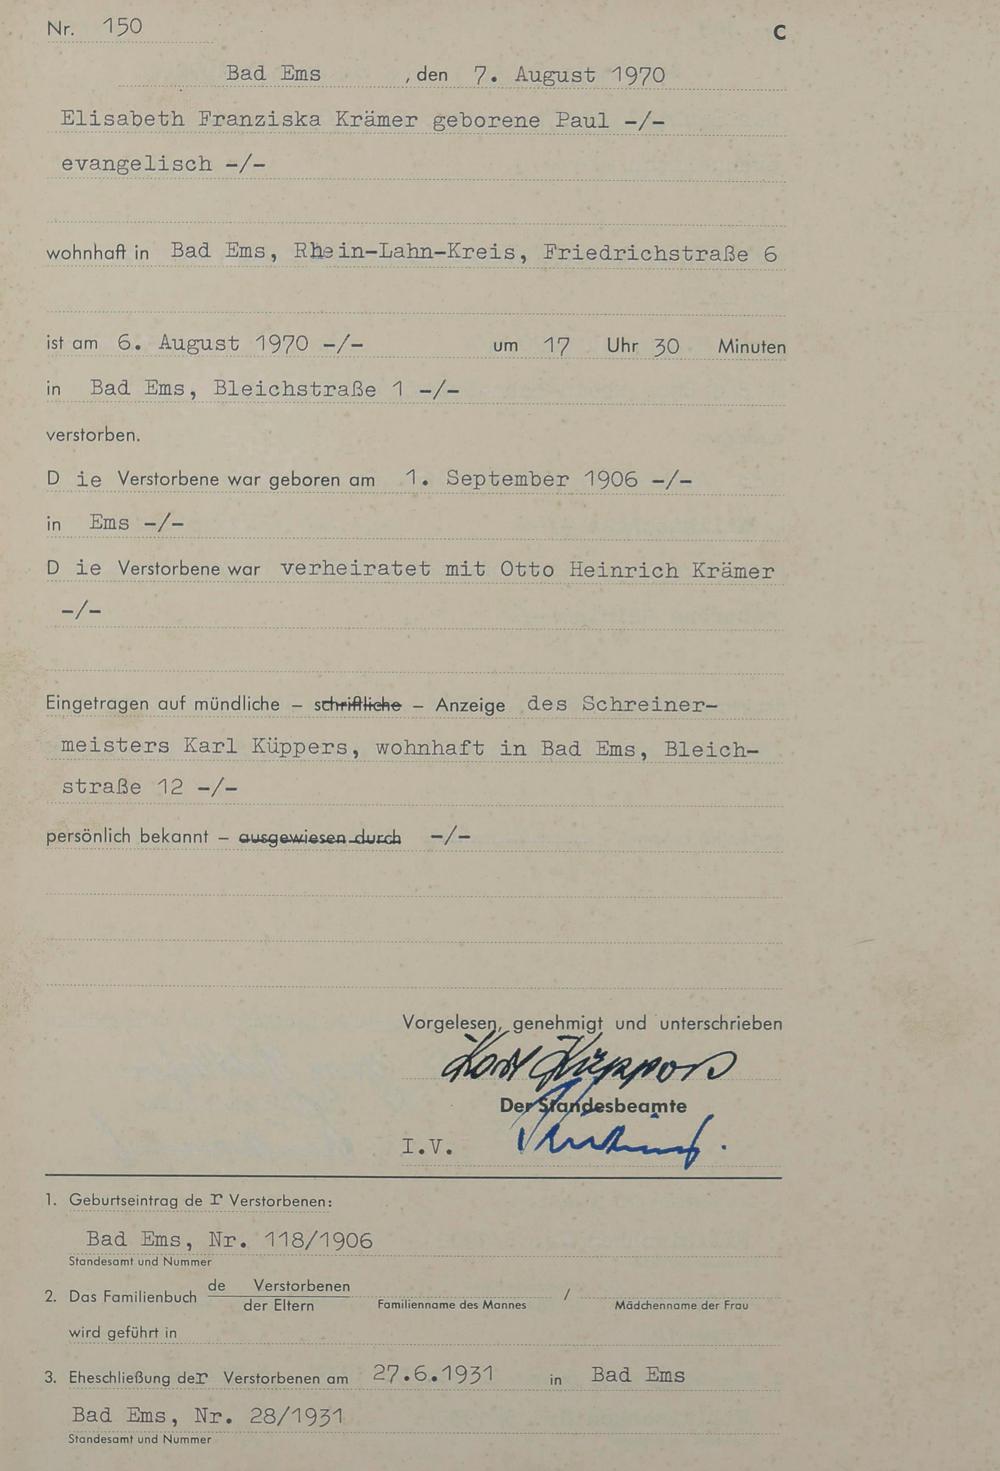 Nr. 150
C
Bad Ems , den 7. August 1970
Elisabeth Franziska Krämer geborene Paul -/-
evangelisch -/-
wohnhaft in Bad Ems, Rhein-Lahn-Kreis, Friedrichstraße 6
ist am 6. August 1970 -/- um 17 Uhr 30 Minuten
in Bad Ems, Bleichstraße 1 -/-
verstorben.
D ie Verstorbene war geboren am 1. September 1906 -/-
in Ems -/-
D ie Verstorbene war verheiratet mit Otto Heinrich Krämer
-/-
Eingetragen auf mündliche – schriftliche – Anzeige des Schreiner-
meisters Karl Küppers, wohnhaft in Bad Ems, Bleich-
straße 12 -/-
persönlich bekannt – ausgewiesen durch -/-
Vorgelesen, genehmigt und unterschrieben
Karl Küppers
Der Standesbeamte
I.V.
1. Geburtseintrag de r Verstorbenen:
Bad Ems, Nr. 118/1906
Standesamt und Nummer
2. Das Familienbuch de Verstorbenen / der Eltern
Familienname des Mannes / Mädchenname der Frau
wird geführt in
3. Eheschließung der Verstorbenen am 27.6.1931 in Bad Ems
Bad Ems, Nr. 28/1931
Standesamt und Nummer